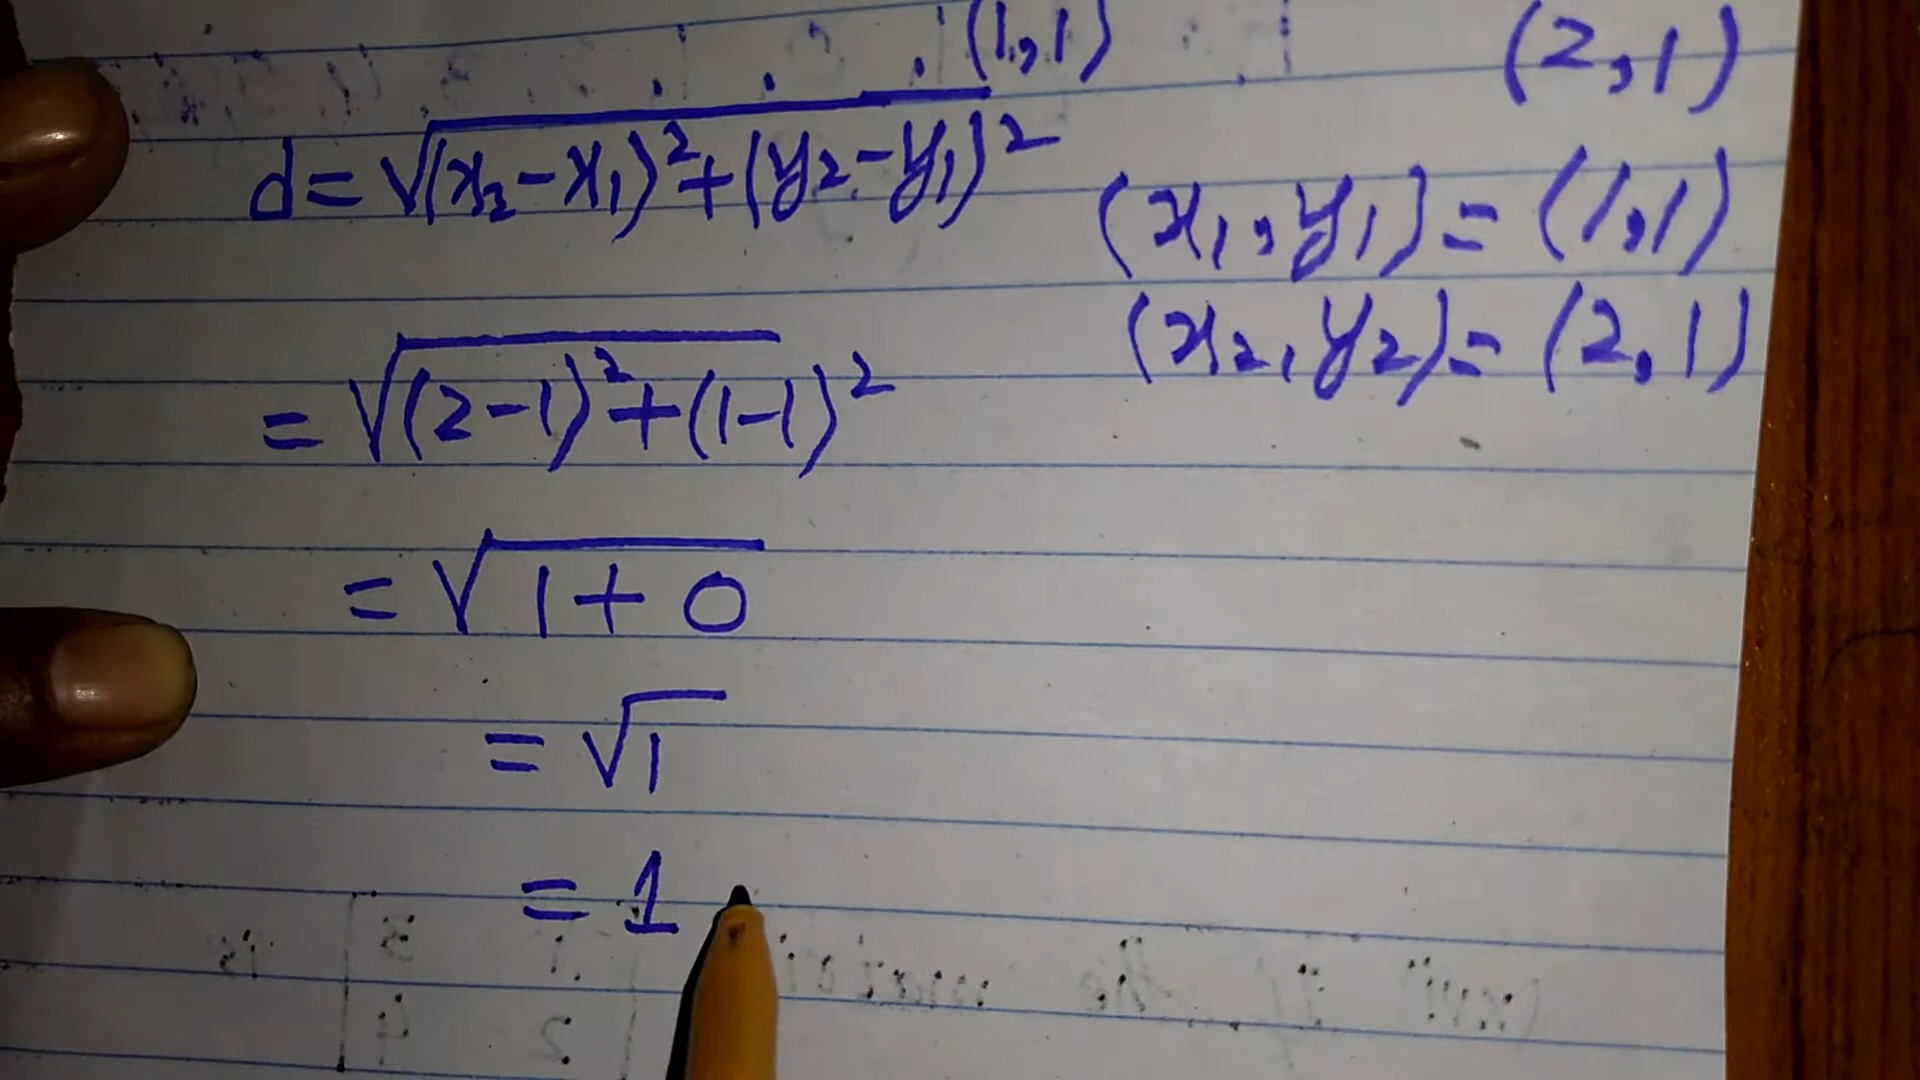 (1,1) (2,1)
d = √(x₂-x₁)² + (y₂-y₁)² (x₁,y₁) = (1,1)
= √(2-1)² + (1-1)² (x₂,y₂) = (2,1)
= √1 + 0
= √1
= 1